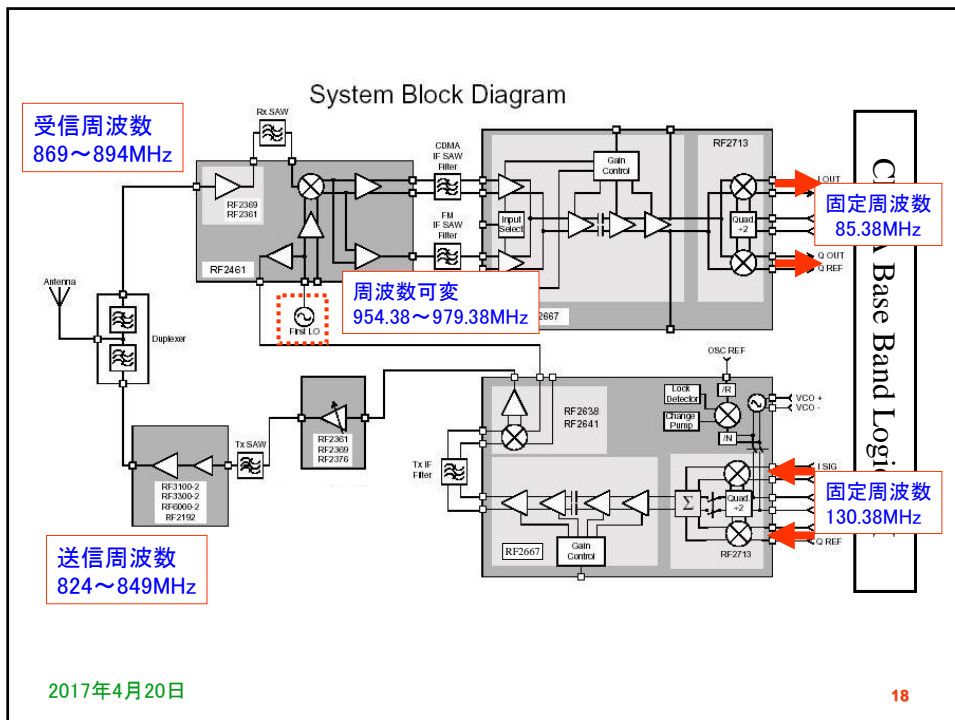 System Block Diagram
受信周波数
869～894MHz
Rx SAW
CDMA
IF SAW
Filter
FM
IF SAW
Filter
RF2369
RF2361
RF2461
Input
Select
Gain
Control
RF2713
Quad.
÷2
I OUT
Q OUT
Q REF
固定周波数
85.38MHz
周波数可変
954.38～979.38MHz
2667
First LO
Antenna
Duplexer
Base Band Logic
OSC REF
Lock
Detector
/R
Change
Pump
/N
VCO +
VCO -
RF2638
RF2641
RF2361
RF2369
RF2376
Tx SAW
Tx IF
Filter
RF3100-2
RF3300-2
RF6000-2
RF2192
Σ
Quad.
÷2
I SIG
Q REF
RF2713
固定周波数
130.38MHz
RF2667
Gain
Control
送信周波数
824～849MHz
2017年4月20日
18